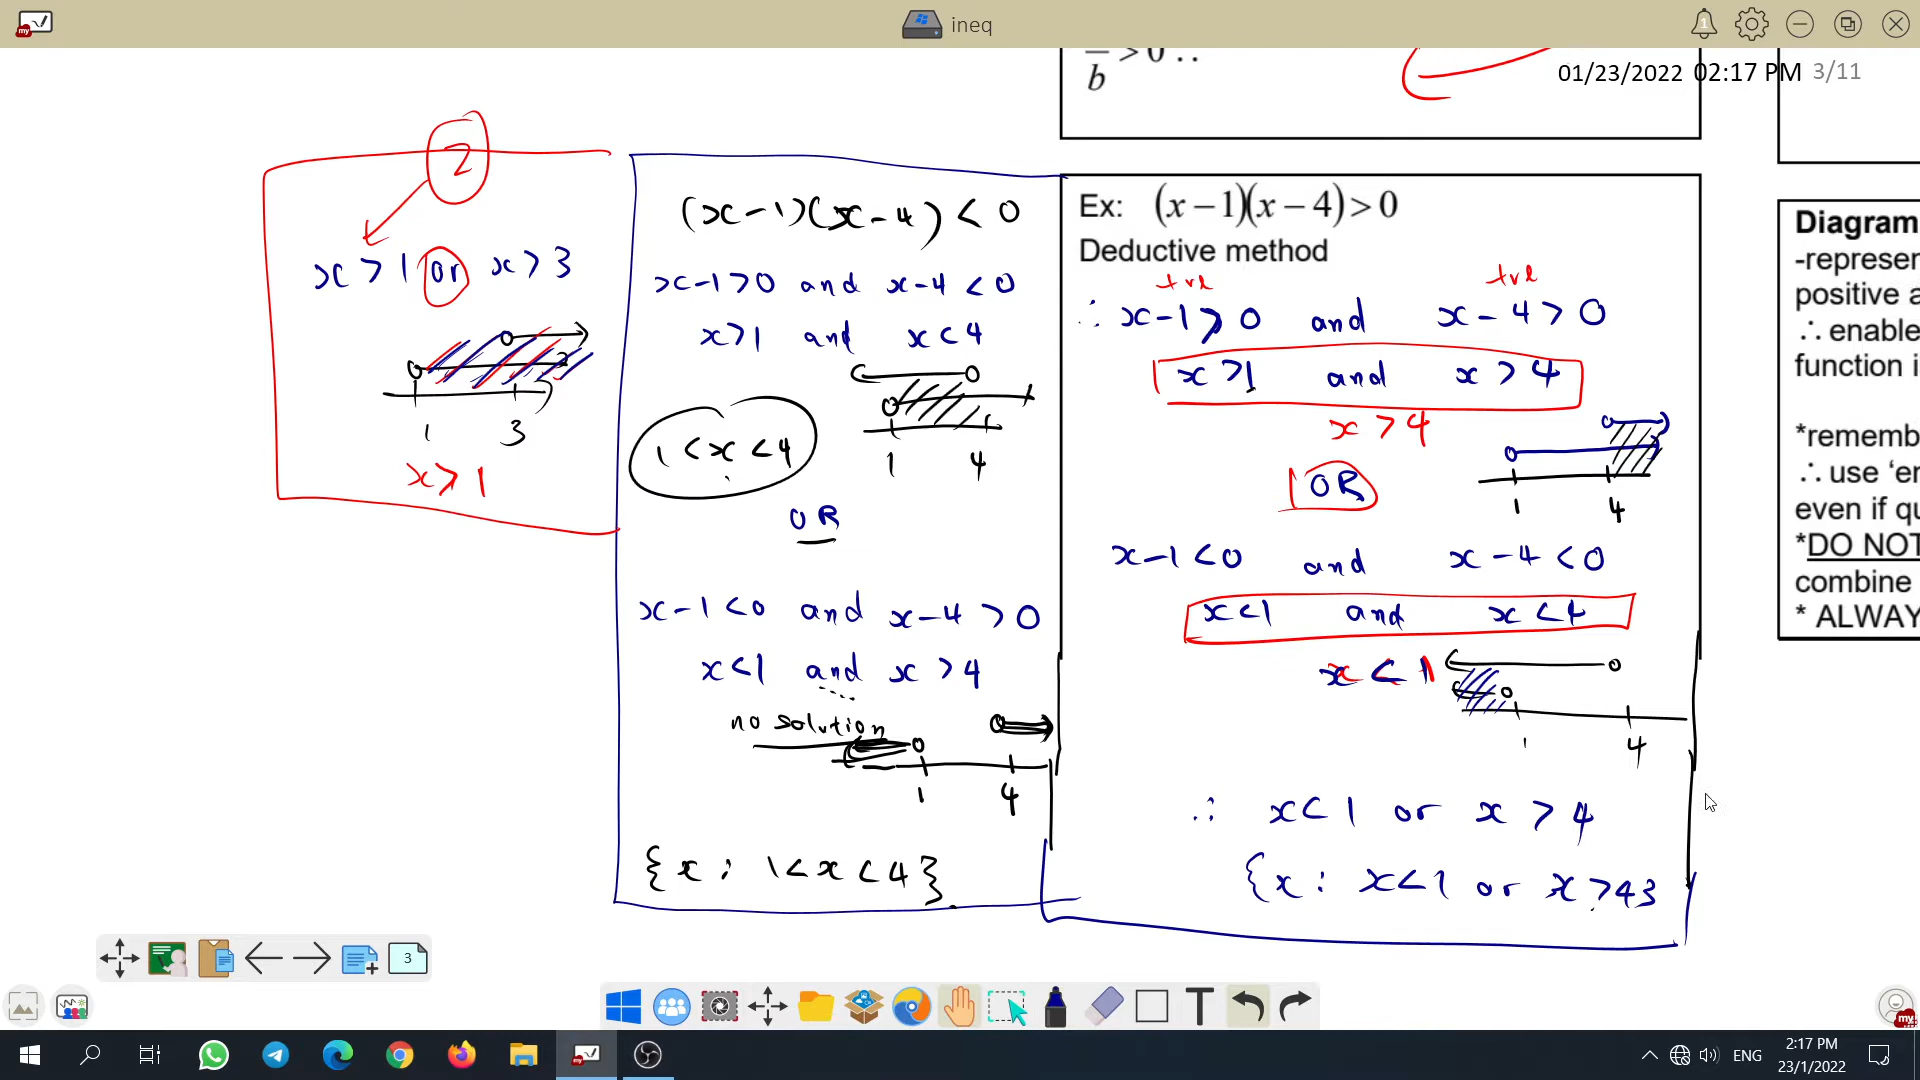 ineq
1
b > 0 ..
01/23/2022 02:17 PM 3/11
2
x > 1 or x > 3
1 3
x > 1
(x-1)(x-4) < 0
x-1 > 0 and x-4 < 0
x > 1 and x < 4
1 4
1 < x < 4
OR
x-1 < 0 and x-4 > 0
x < 1 and x > 4
no solution
1 4
{x : 1 < x < 4}
Ex: (x-1)(x-4) > 0
Deductive method
+ve +ve
∴ x-1 > 0 and x-4 > 0
x > 1 and x > 4
x > 4
1 4
OR
x-1 < 0 and x-4 < 0
x < 1 and x < 4
x < 1
1 4
∴ x < 1 or x > 4
{x : x < 1 or x > 4}
Diagram
-represen
positive a
∴ enable
function i
*rememb
∴ use 'er
even if qu
*DO NOT
combine
* ALWAY
3
T
my
ENG
2:17 PM
23/1/2022